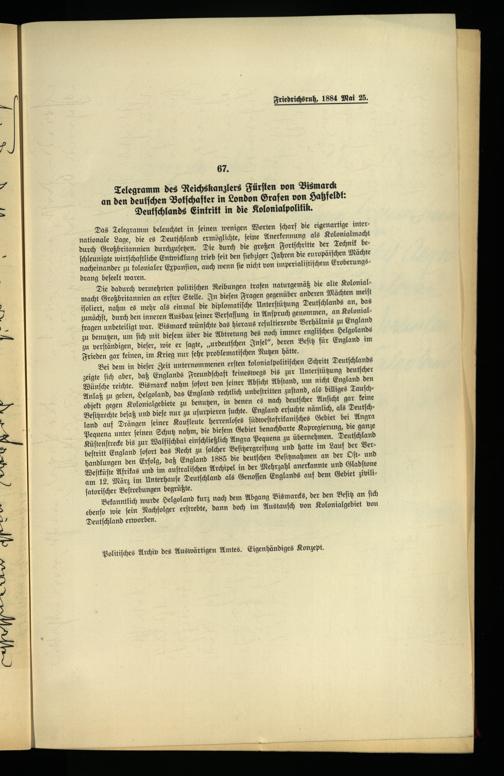 Friedrichsruh, 1884 Mai 25.
67.
Telegramm des Reichskanzlers Fürsten von Bismarck
an den deutschen Botschafter in London Grafen von Hatzfeldt:
Deutschlands Eintritt in die Kolonialpolitik.
Das Telegramm beleuchtet in seinen wenigen Worten scharf die eigenartige inter-
nationale Lage, die es Deutschland ermöglichte, seine Anerkennung als Kolonialmacht
durch Großbritannien durchzusetzen. Die durch die großen Fortschritte der Technik be-
schleunigte wirtschaftliche Entwicklung trieb seit den siebziger Jahren die europäischen Mächte
nacheinander zu kolonialer Expansion, auch wenn sie nicht von imperialistischem Eroberungs-
drang beseelt waren.
Die dadurch vermehrten politischen Reibungen trafen naturgemäß die alte Kolonial-
macht Großbritannien an erster Stelle. In diesen Fragen gegenüber anderen Mächten meist
isoliert, nahm es mehr als einmal die diplomatische Unterstützung Deutschlands an, das
zunächst, durch den inneren Ausbau seiner Verfassung in Anspruch genommen, an Kolonial-
fragen unbeteiligt war. Bismarck wünschte das hieraus resultierende Verhältnis zu England
zu benutzen, um sich mit diesem über die Abtretung des noch immer englischen Helgolands
zu verständigen, dieser, wie er sagte, „urdeutschen Insel“, deren Besitz für England im
Frieden gar keinen, im Krieg nur sehr problematischen Nutzen hätte.
Bei dem in dieser Zeit unternommenen ersten kolonialpolitischen Schritt Deutschlands
zeigte sich aber, daß Englands Freundschaft keineswegs bis zur Unterstützung deutscher
Wünsche reichte. Bismarck nahm sofort von seiner Absicht Abstand, um nicht England den
Anlaß zu geben, Helgoland, das England rechtlich unbestritten zustand, als billiges Tausch-
objekt gegen Kolonialgebiete zu benutzen, in denen es nach deutscher Ansicht gar keine
Besitzrechte besaß und diese nur zu usurpieren suchte. England ersuchte nämlich, als Deutsch-
land auf Drängen seiner Kaufleute herrenloses südwestafrikanisches Gebiet bei Angra
Pequena unter seinen Schutz nahm, die diesem Gebiet benachbarte Kapregierung, die ganze
Küstenstrecke bis zur Walfischbai einschließlich Angra Pequena zu übernehmen. Deutschland
bestritt England sofort das Recht zu solcher Besitzergreifung und hatte im Lauf der Ver-
handlungen den Erfolg, daß England 1885 die deutschen Besitznahmen an der Ost- und
Westküste Afrikas und im australischen Archipel in der Mehrzahl anerkannte und Gladstone
am 12. März im Unterhause Deutschland als Genossen Englands auf dem Gebiet zivili-
satorischer Bestrebungen begrüßte.
Bekanntlich wurde Helgoland kurz nach dem Abgang Bismarcks, der den Besitz an sich
ebenso wie sein Nachfolger erstrebte, dann doch im Austausch von Kolonialgebiet von
Deutschland erworben.
Politisches Archiv des Auswärtigen Amtes. Eigenhändiges Konzept.